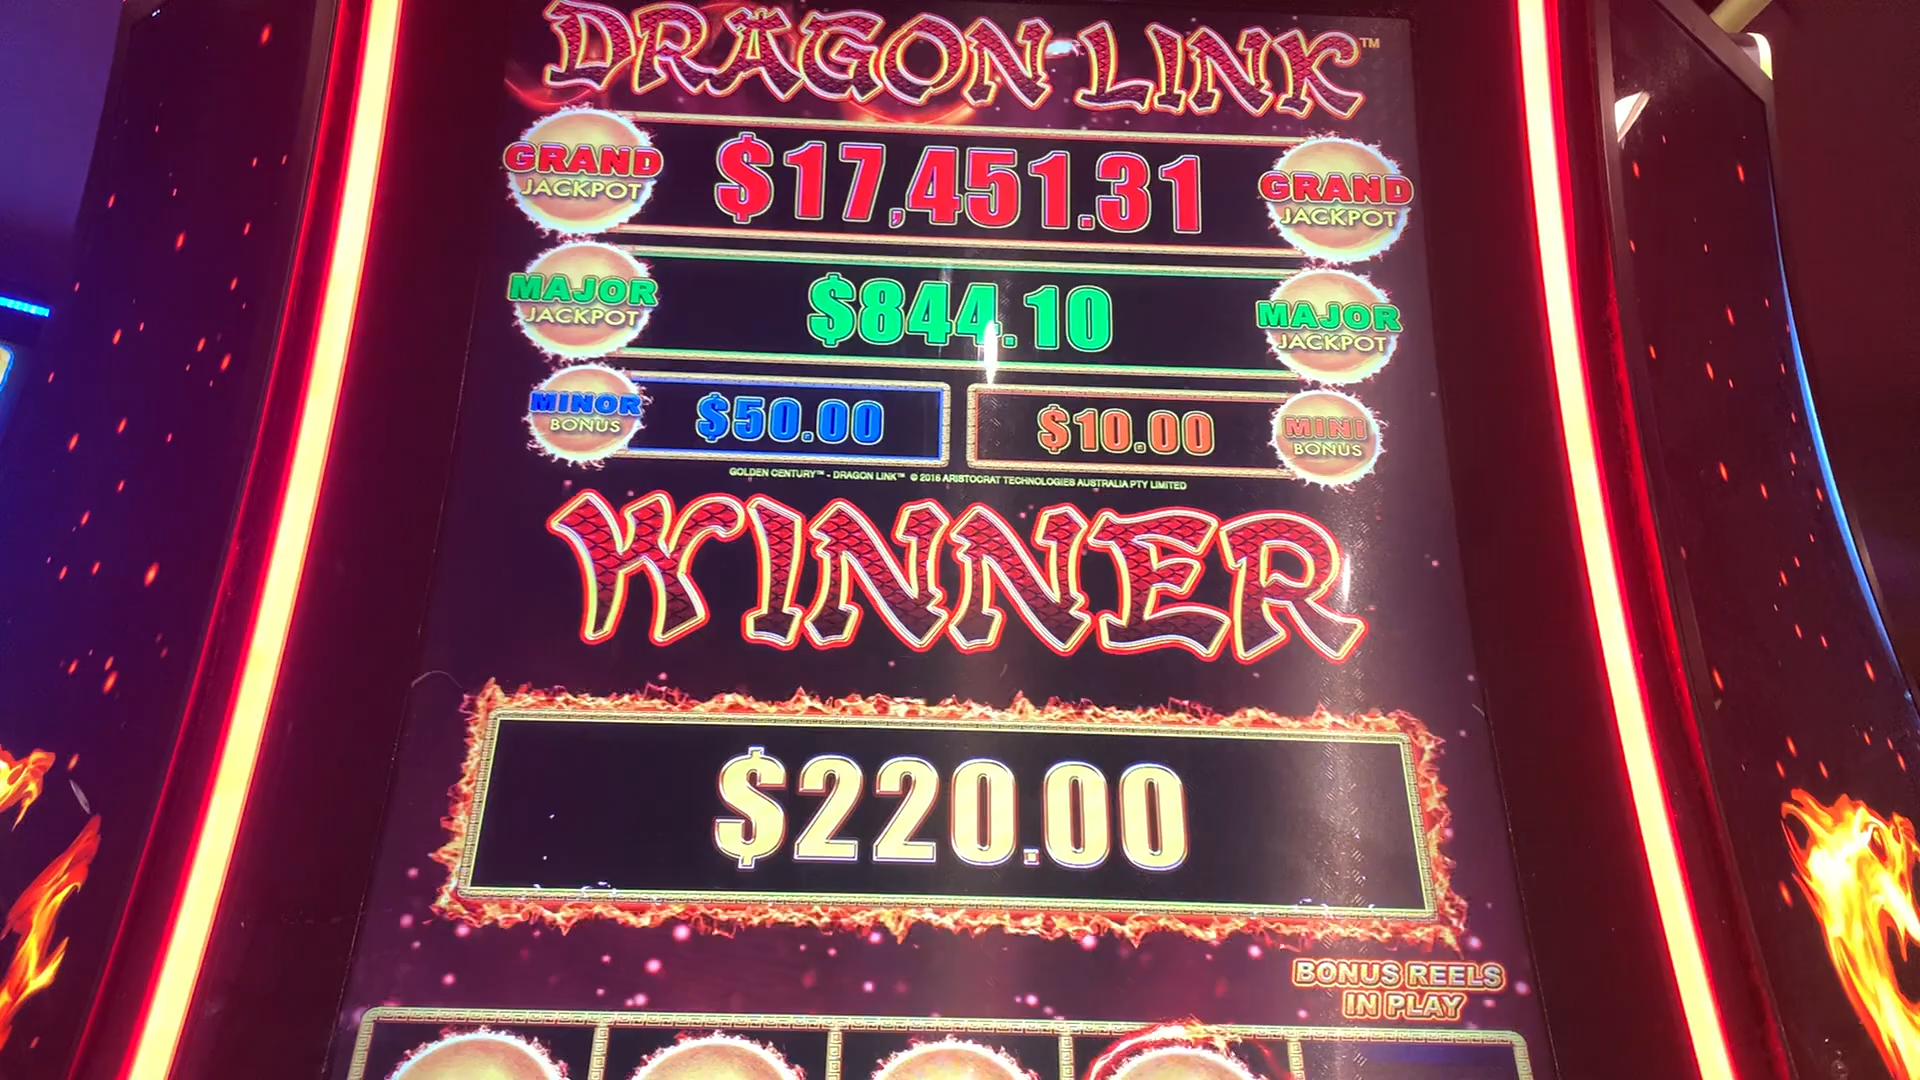 DRAGON LINK™
GRAND JACKPOT $17,451.31 GRAND JACKPOT
MAJOR JACKPOT $844.10 MAJOR JACKPOT
MINOR BONUS $50.00 $10.00 MINI BONUS
GOLDEN CENTURY™ - DRAGON LINK™ © 2016 ARISTOCRAT TECHNOLOGIES AUSTRALIA PTY LIMITED
WINNER
$220.00
BONUS REELS
IN PLAY